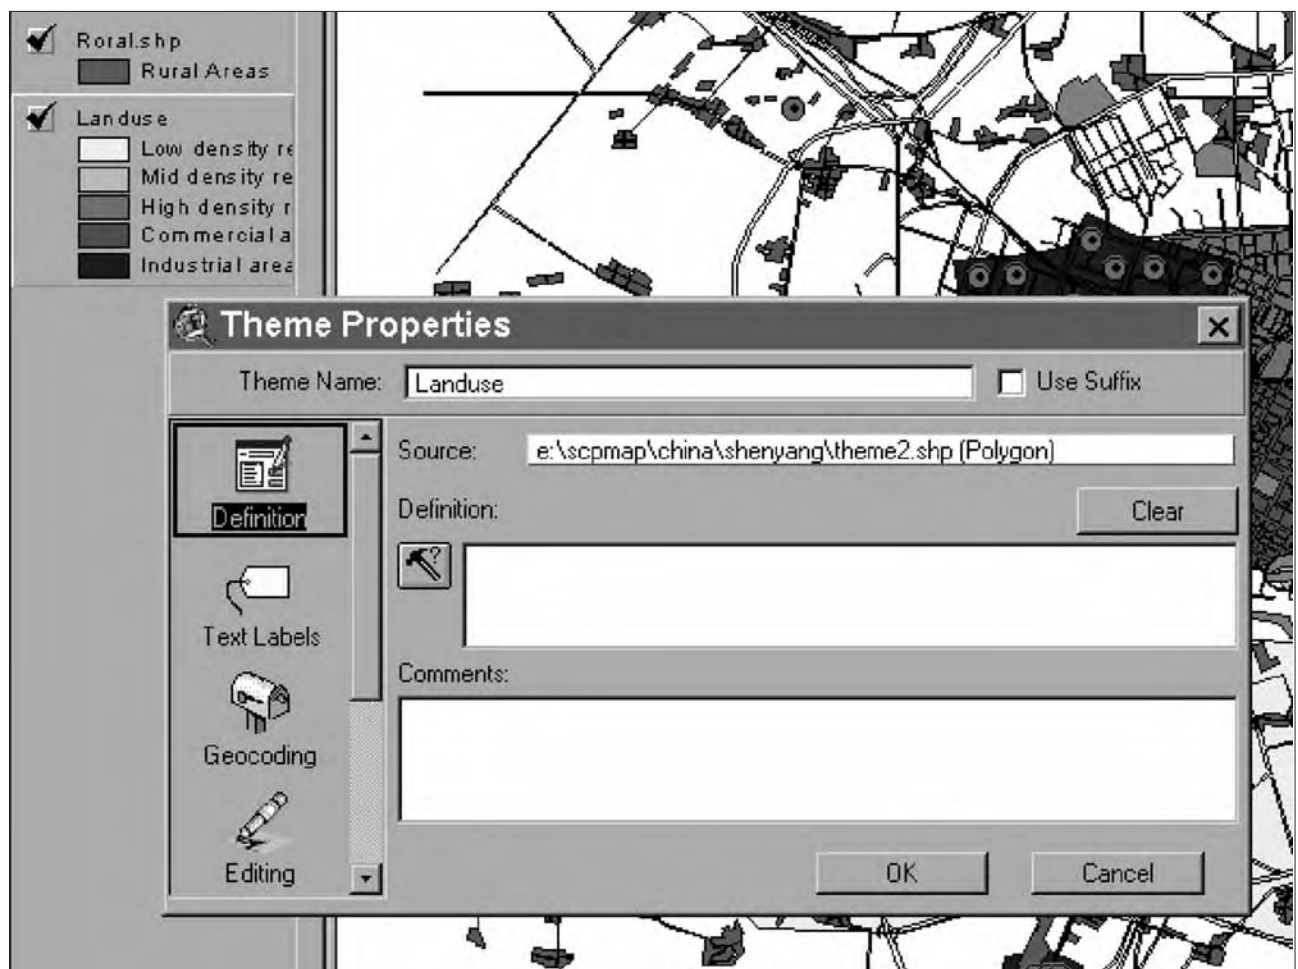 Roral.shp
Rural Areas
Landuse
Low density re
Mid density re
High density r
Commercial a
Industrial area
Theme Properties
Theme Name: Landuse Use Suffix
Source: e:\scpmap\china\shenyang\theme2.shp (Polygon)
Definition
Definition: Clear
Text Labels
Comments:
Geocoding
Editing
OK Cancel